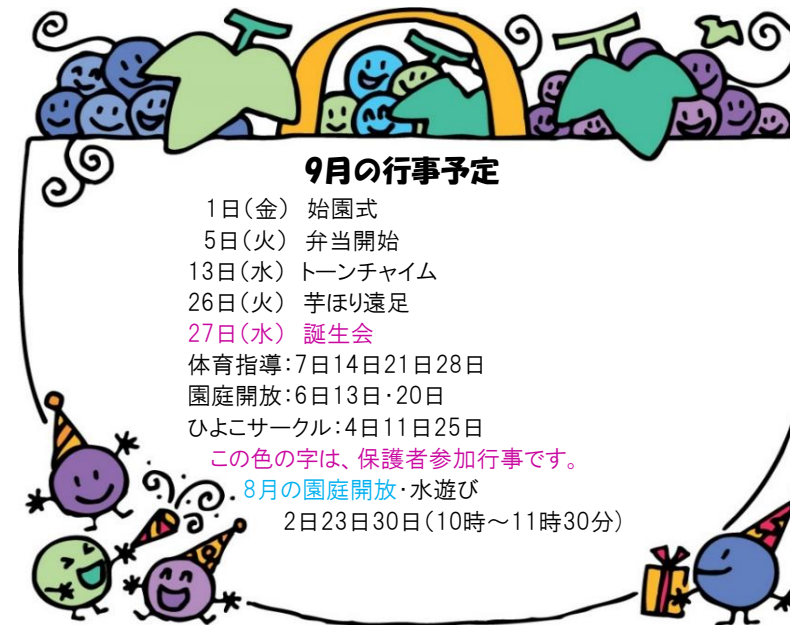 9月の行事予定
1日(金) 始園式
5日(火) 弁当開始
13日(水) トーンチャイム
26日(火) 芋ほり遠足
27日(水) 誕生会
体育指導:7日14日21日28日
園庭開放:6日13日・20日
ひよこサークル:4日11日25日
この色の字は、保護者参加行事です。
8月の園庭開放・水遊び
2日23日30日(10時～11時30分)